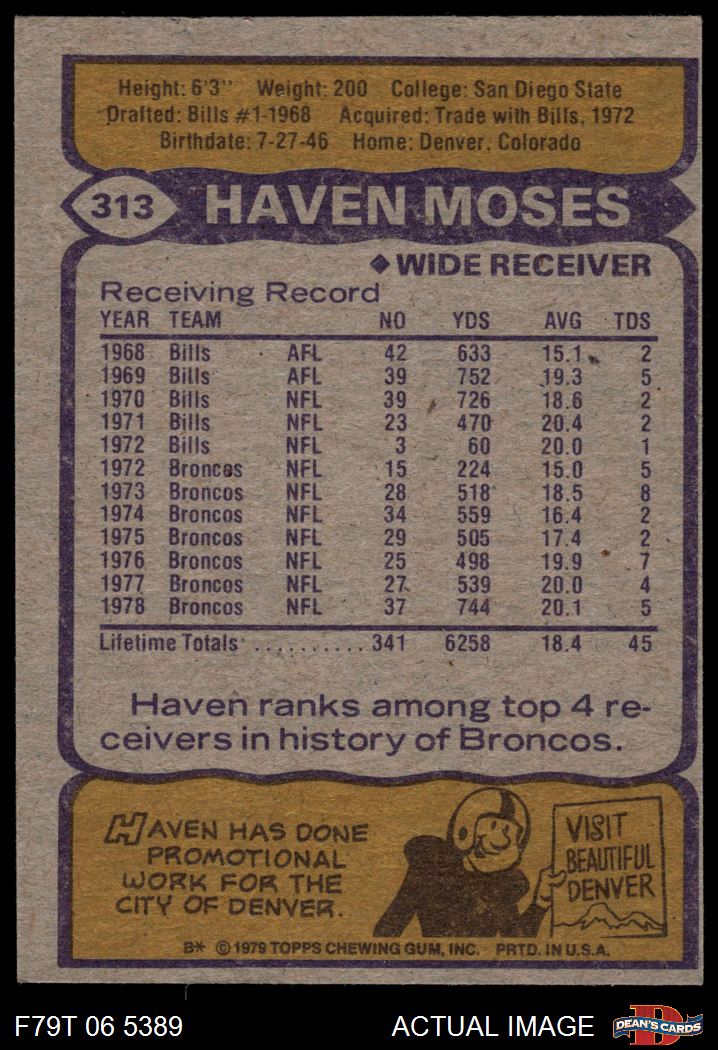 Height: 6'3" Weight: 200 College: San Diego State
Drafted: Bills #1-1968 Acquired: Trade with Bills, 1972
Birthdate: 7-27-46 Home: Denver, Colorado
313 HAVEN MOSES
◆ WIDE RECEIVER
Receiving Record
YEAR TEAM NO YDS AVG TDS
1968 Bills AFL 42 633 15.1 2
1969 Bills AFL 39 752 19.3 5
1970 Bills NFL 39 726 18.6 2
1971 Bills NFL 23 470 20.4 2
1972 Bills NFL 3 60 20.0 1
1972 Broncos NFL 15 224 15.0 5
1973 Broncos NFL 28 518 18.5 8
1974 Broncos NFL 34 559 16.4 2
1975 Broncos NFL 29 505 17.4 2
1976 Broncos NFL 25 498 19.9 7
1977 Broncos NFL 27 539 20.0 4
1978 Broncos NFL 37 744 20.1 5
Lifetime Totals .......... 341 6258 18.4 45
Haven ranks among top 4 re-
ceivers in history of Broncos.
HAVEN HAS DONE
PROMOTIONAL
WORK FOR THE
CITY OF DENVER.
VISIT
BEAUTIFUL
DENVER
B* © 1979 TOPPS CHEWING GUM, INC. PRTD. IN U.S.A.
F79T 06 5389 ACTUAL IMAGE DEAN'S CARDS